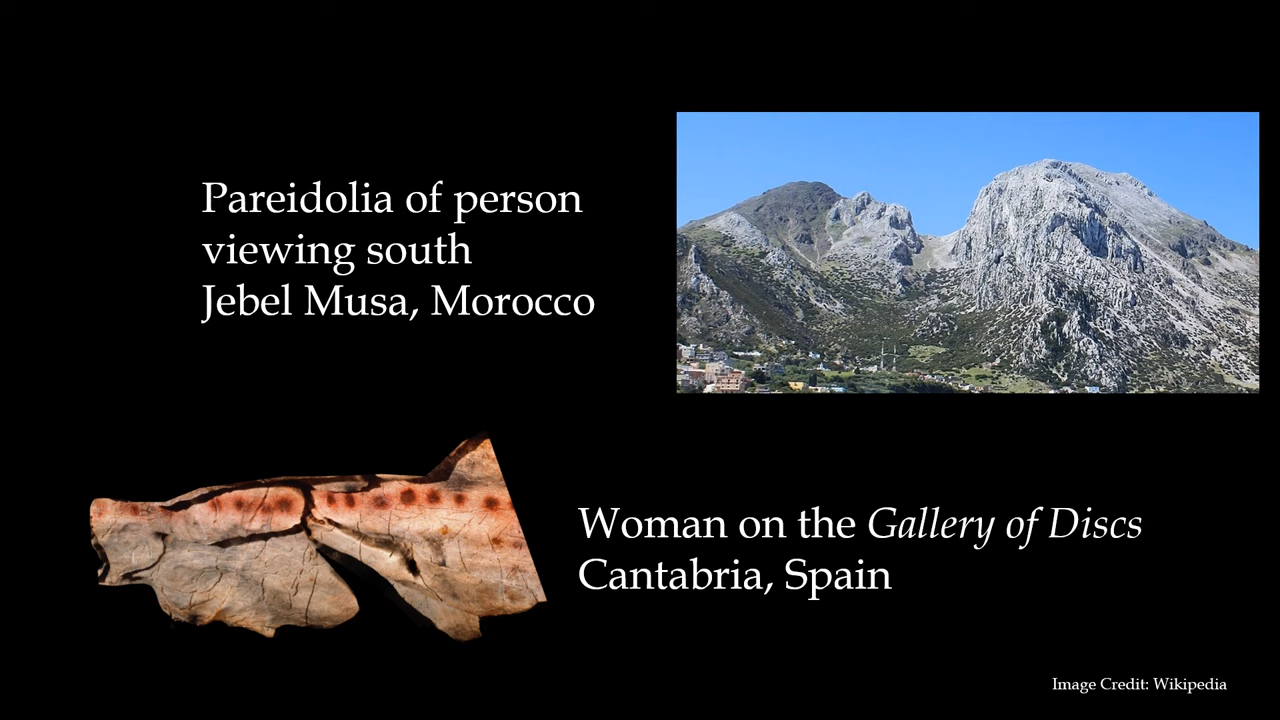 Pareidolia of person
viewing south
Jebel Musa, Morocco
Woman on the Gallery of Discs
Cantabria, Spain
Image Credit: Wikipedia